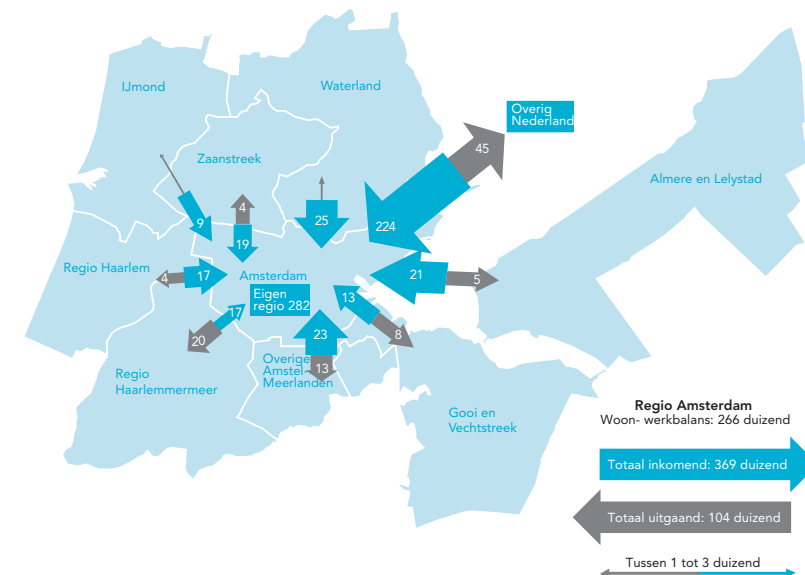 IJmond
Waterland
Overig
Nederland
45
Zaanstreek
Almere en Lelystad
4
9
25
224
19
Regio Haarlem
4
17
Amsterdam
21
5
Eigen
regio 282
13
17
20
23
8
Overige
Amstel-
Meerlanden
13
Regio
Haarlemmermeer
Gooi en
Vechtstreek
Regio Amsterdam
Woon- werkbalans: 266 duizend
Totaal inkomend: 369 duizend
Totaal uitgaand: 104 duizend
Tussen 1 tot 3 duizend